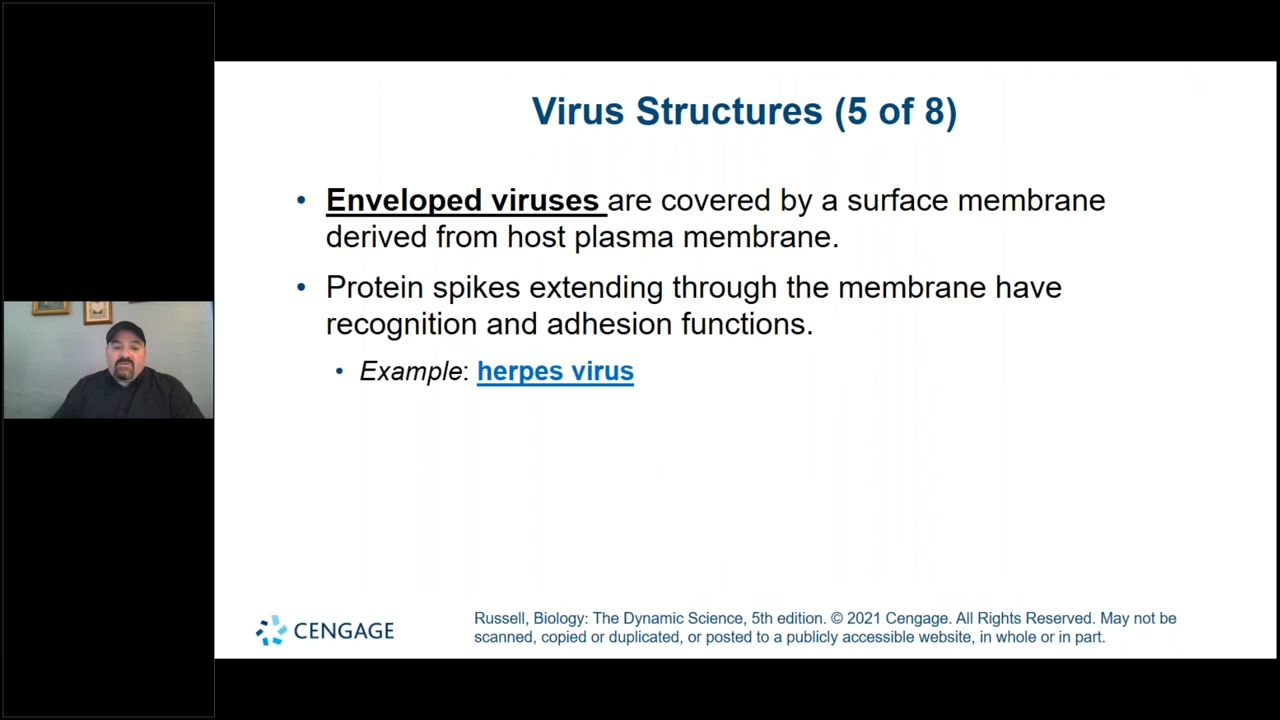 Virus Structures (5 of 8)
• Enveloped viruses are covered by a surface membrane
derived from host plasma membrane.
• Protein spikes extending through the membrane have
recognition and adhesion functions.
• Example: herpes virus
CENGAGE
Russell, Biology: The Dynamic Science, 5th edition. © 2021 Cengage. All Rights Reserved. May not be
scanned, copied or duplicated, or posted to a publicly accessible website, in whole or in part.